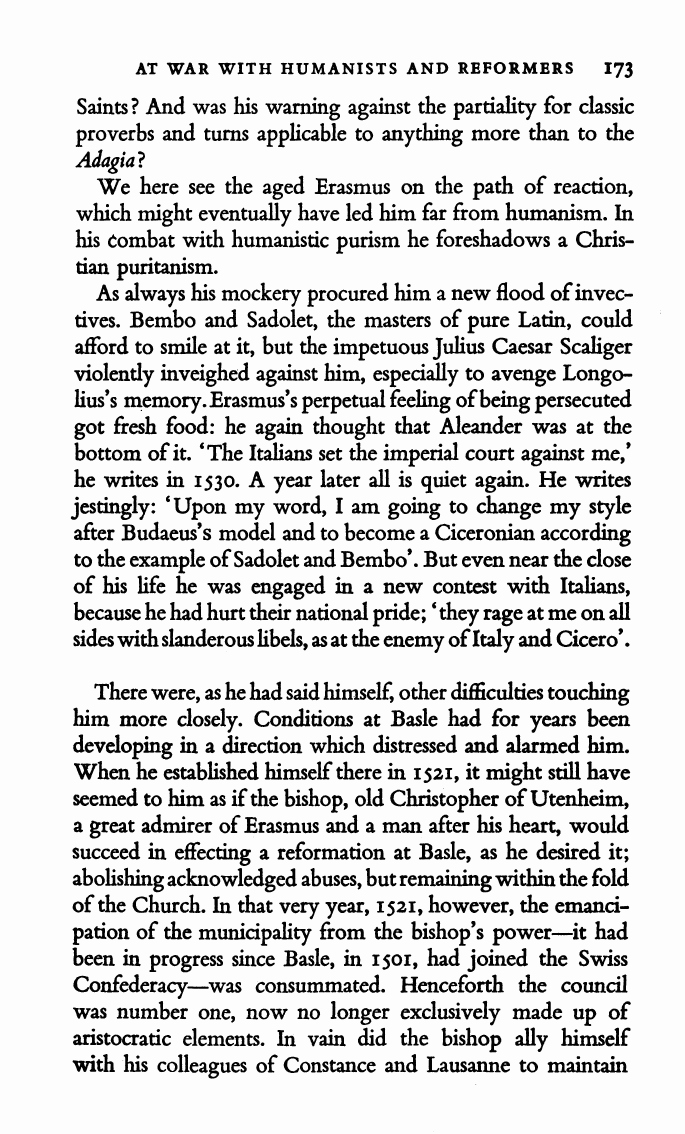 AT WAR WITH HUMANISTS AND REFORMERS 173
Saints? And was his warning against the partiality for classic
proverbs and turns applicable to anything more than to the
Adagia?
We here see the aged Erasmus on the path of reaction,
which might eventually have led him far from humanism. In
his combat with humanistic purism he foreshadows a Chris-
tian puritanism.
As always his mockery procured him a new flood of invec-
tives. Bembo and Sadolet, the masters of pure Latin, could
afford to smile at it, but the impetuous Julius Caesar Scaliger
violently inveighed against him, especially to avenge Longo-
lius's memory. Erasmus's perpetual feeling of being persecuted
got fresh food: he again thought that Aleander was at the
bottom of it. 'The Italians set the imperial court against me,'
he writes in 1530. A year later all is quiet again. He writes
jestingly: 'Upon my word, I am going to change my style
after Budaeus's model and to become a Ciceronian according
to the example of Sadolet and Bembo'. But even near the close
of his life he was engaged in a new contest with Italians,
because he had hurt their national pride; 'they rage at me on all
sides with slanderous libels, as at the enemy of Italy and Cicero'.
There were, as he had said himself, other difficulties touching
him more closely. Conditions at Basle had for years been
developing in a direction which distressed and alarmed him.
When he established himself there in 1521, it might still have
seemed to him as if the bishop, old Christopher of Utenheim,
a great admirer of Erasmus and a man after his heart, would
succeed in effecting a reformation at Basle, as he desired it;
abolishing acknowledged abuses, but remaining within the fold
of the Church. In that very year, 1521, however, the emanci-
pation of the municipality from the bishop's power—it had
been in progress since Basle, in 1501, had joined the Swiss
Confederacy—was consummated. Henceforth the council
was number one, now no longer exclusively made up of
aristocratic elements. In vain did the bishop ally himself
with his colleagues of Constance and Lausanne to maintain